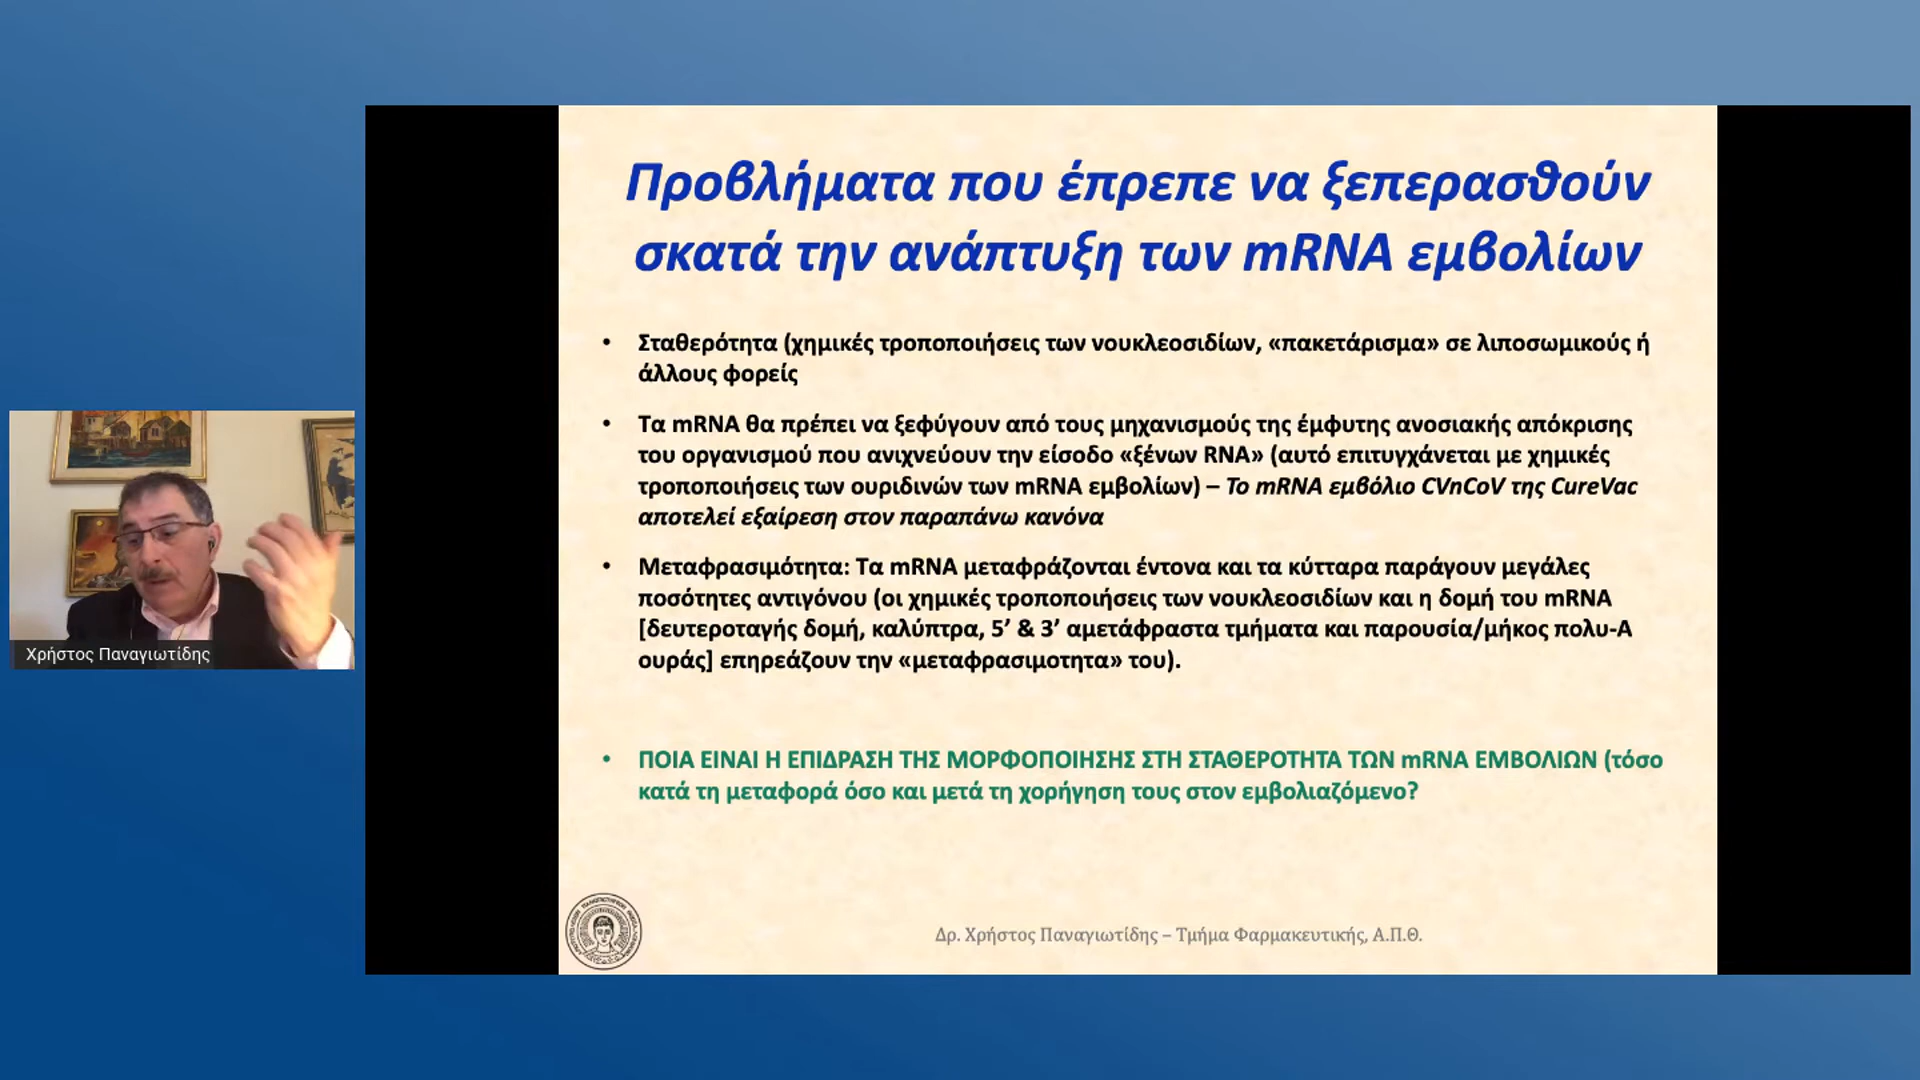 Προβλήματα που έπρεπε να ξεπερασθούν
σκατά την ανάπτυξη των mRNA εμβολίων
• Σταθερότητα (χημικές τροποποιήσεις των νουκλεοσιδίων, «πακετάρισμα» σε λιποσωμικούς ή
άλλους φορείς
• Τα mRNA θα πρέπει να ξεφύγουν από τους μηχανισμούς της έμφυτης ανοσιακής απόκρισης
του οργανισμού που ανιχνεύουν την είσοδο «ξένων RNA» (αυτό επιτυγχάνεται με χημικές
τροποποιήσεις των ουριδινών των mRNA εμβολίων) – Το mRNA εμβόλιο CVnCoV της CureVac
αποτελεί εξαίρεση στον παραπάνω κανόνα
• Μεταφρασιμότητα: Τα mRNA μεταφράζονται έντονα και τα κύτταρα παράγουν μεγάλες
ποσότητες αντιγόνου (οι χημικές τροποποιήσεις των νουκλεοσιδίων και η δομή του mRNA
[δευτεροταγής δομή, καλύπτρα, 5’ & 3’ αμετάφραστα τμήματα και παρουσία/μήκος πολυ-Α
ουράς] επηρεάζουν την «μεταφρασιμοτητα» του).
• ΠΟΙΑ ΕΙΝΑΙ Η ΕΠΙΔΡΑΣΗ ΤΗΣ ΜΟΡΦΟΠΟΙΗΣΗΣ ΣΤΗ ΣΤΑΘΕΡΟΤΗΤΑ ΤΩΝ mRNA ΕΜΒΟΛΙΩΝ (τόσο
κατά τη μεταφορά όσο και μετά τη χορήγηση τους στον εμβολιαζόμενο?
Χρήστος Παναγιωτίδης
Δρ. Χρήστος Παναγιωτίδης – Τμήμα Φαρμακευτικής, Α.Π.Θ.